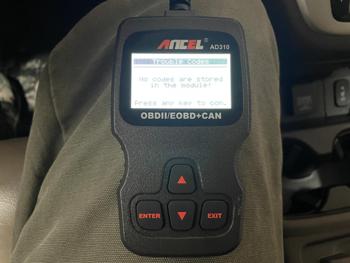 ANCEL
AD310
Trouble codes
No codes are stored
in the module!
Press any key to con.
OBDII/EOBD+CAN
ENTER
EXIT